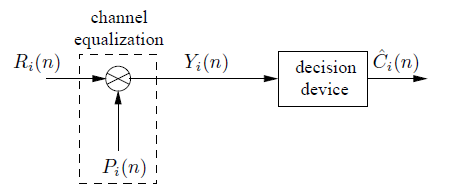 channel
equalization
R_i(n)
Y_i(n)
decision
device
Ĉ_i(n)
P_i(n)